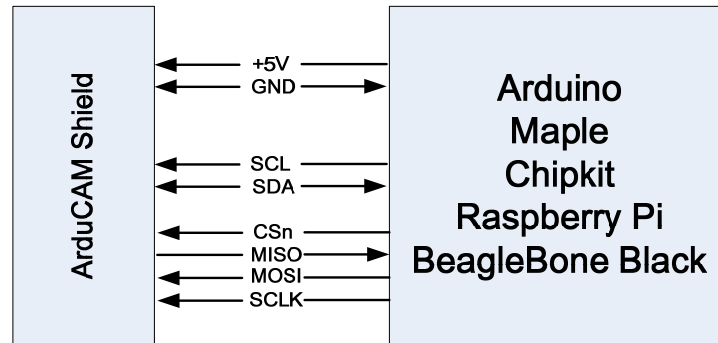 ArduCAM Shield
+5V
GND
SCL
SDA
CSn
MISO
MOSI
SCLK
Arduino
Maple
Chipkit
Raspberry Pi
BeagleBone Black